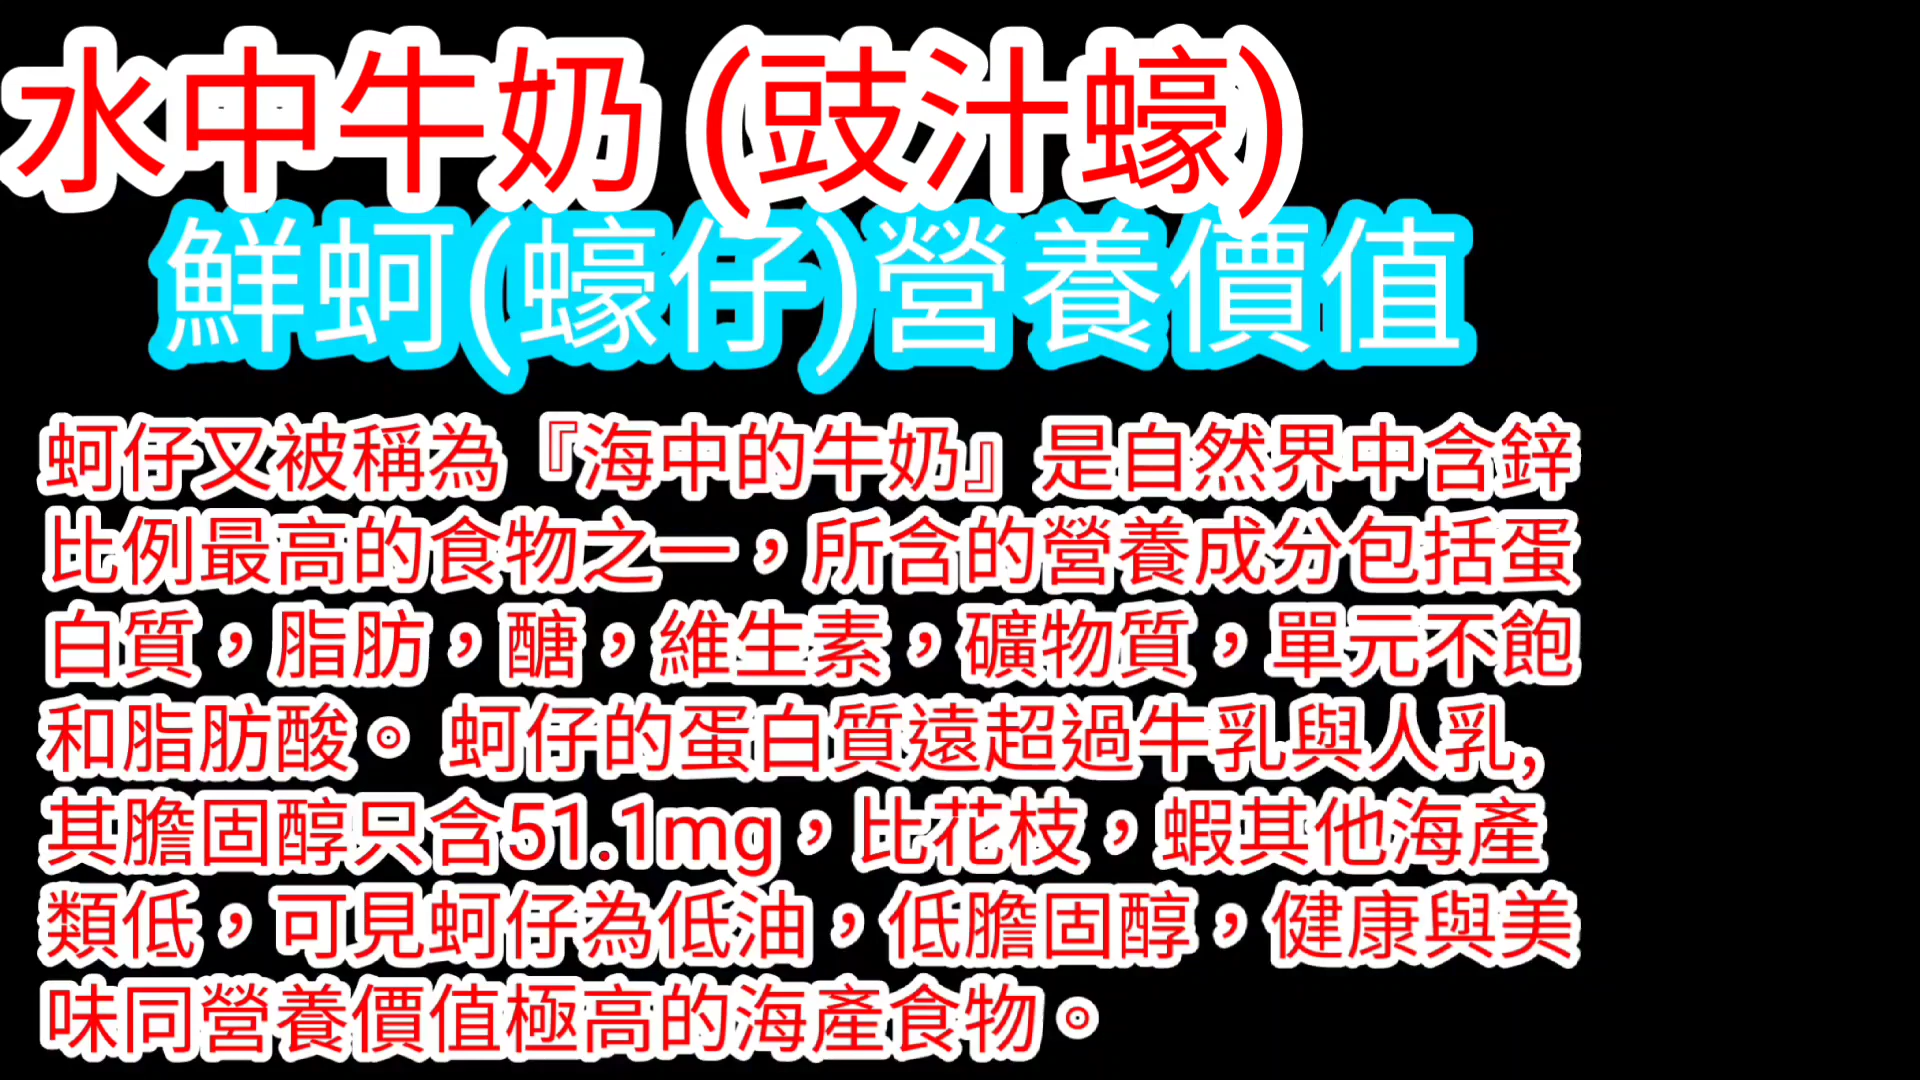 水中牛奶 (豉汁蠔)
鮮蚵(蠔仔)營養價值
蚵仔又被稱為『海中的牛奶』是自然界中含鋅
比例最高的食物之一，所含的營養成分包括蛋
白質，脂肪，醣，維生素，礦物質，單元不飽
和脂肪酸。 蚵仔的蛋白質遠超過牛乳與人乳,
其膽固醇只含51.1mg，比花枝，蝦其他海產
類低，可見蚵仔為低油，低膽固醇，健康與美
味同營養價值極高的海產食物。